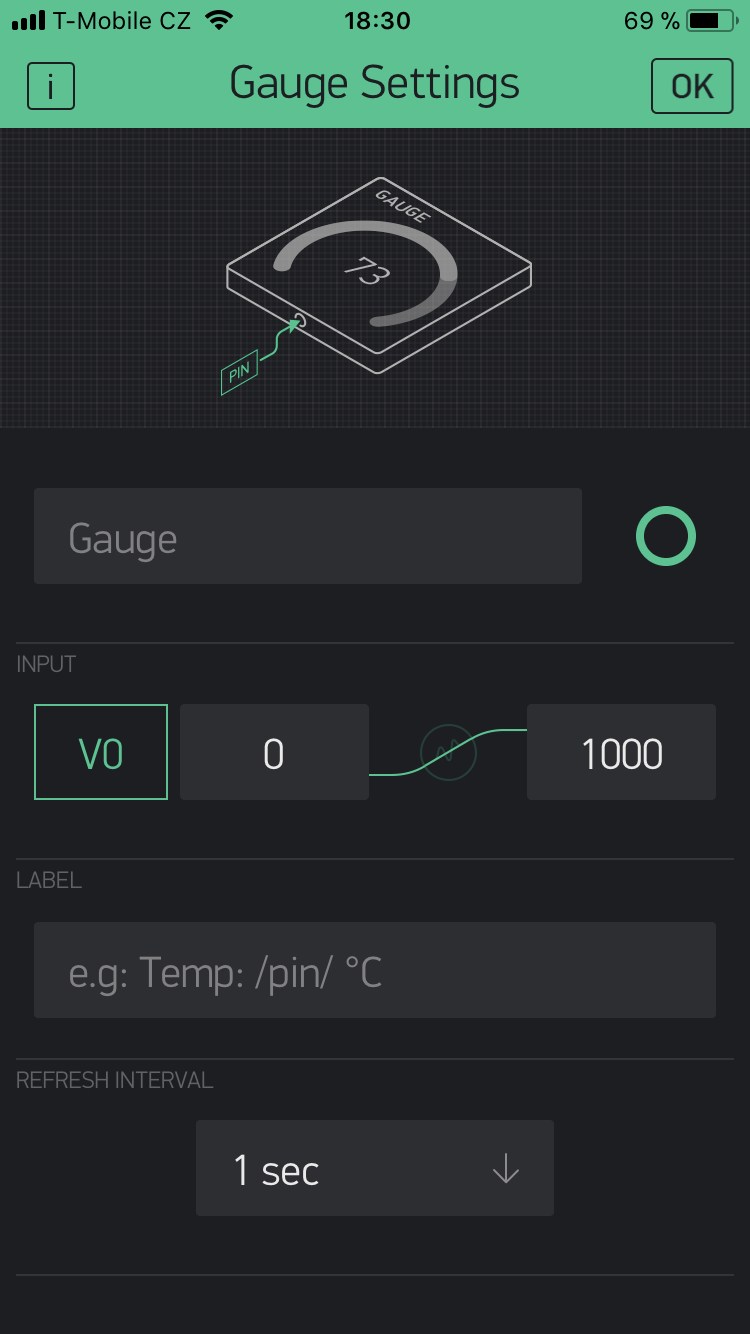 T-Mobile CZ 18:30 69 %
i Gauge Settings OK
GAUGE
73
PIN
Gauge
INPUT
V0 0 1000
LABEL
e.g: Temp: /pin/ °C
REFRESH INTERVAL
1 sec